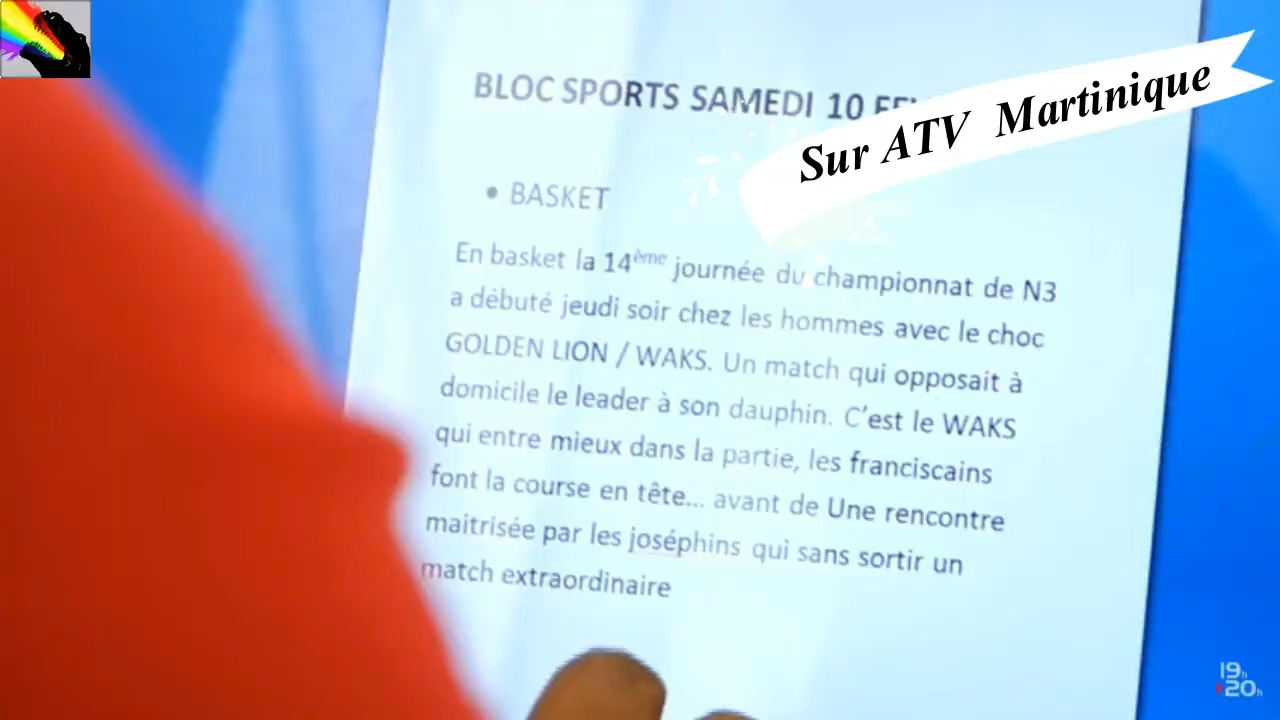 BLOC SPORTS SAMEDI 10
Sur ATV Martinique
• BASKET
En basket la 14ème journée du championnat de N3
a débuté jeudi soir chez les hommes avec le choc
GOLDEN LION / WAKS. Un match qui opposait à
domicile le leader à son dauphin. C'est le WAKS
qui entre mieux dans la partie, les franciscains
font la course en tête... avant de Une rencontre
maitrisée par les joséphins qui sans sortir un
match extraordinaire
19h
20h